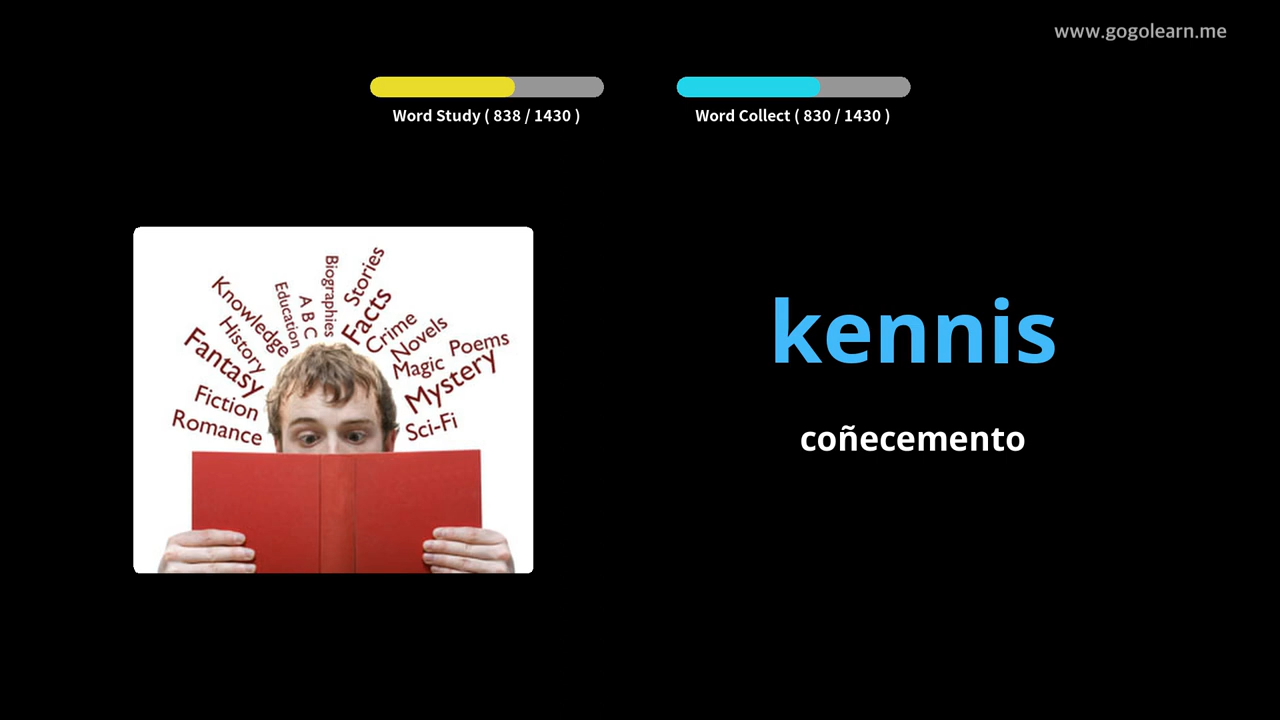 www.gogolearn.me
Word Study ( 838 / 1430 )
Word Collect ( 830 / 1430 )
Knowledge
Education
A B C
Biographies
Stories
Facts
Crime
Novels
Poems
History
Fantasy
Magic
Mystery
Fiction
Romance
Sci-Fi
kennis
coñecemento